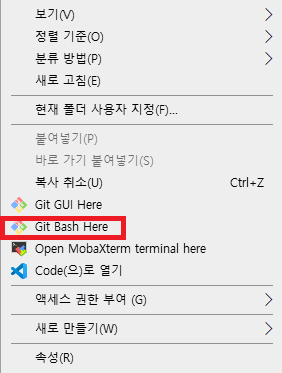 보기(V)
정렬 기준(O)
분류 방법(P)
새로 고침(E)
현재 폴더 사용자 지정(F)...
붙여넣기(P)
바로 가기 붙여넣기(S)
복사 취소(U) Ctrl+Z
Git GUI Here
Git Bash Here
Open MobaXterm terminal here
Code(으)로 열기
액세스 권한 부여 (G)
새로 만들기(W)
속성(R)